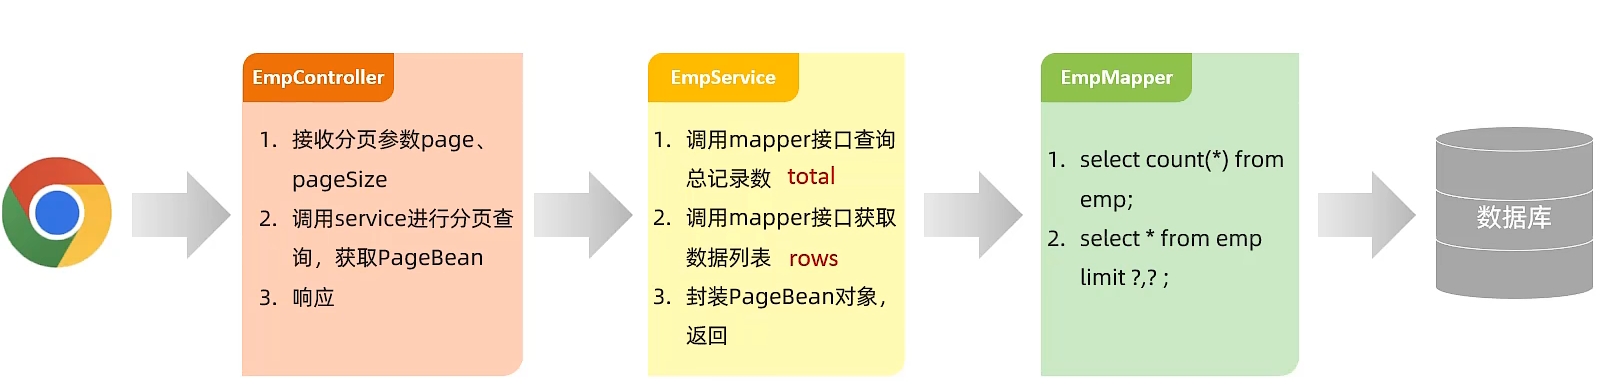 EmpController
1. 接收分页参数page、
pageSize
2. 调用service进行分页查
询，获取PageBean
3. 响应
EmpService
1. 调用mapper接口查询
总记录数 total
2. 调用mapper接口获取
数据列表 rows
3. 封装PageBean对象，
返回
EmpMapper
1. select count(*) from
emp;
2. select * from emp
limit ?,? ;
数据库